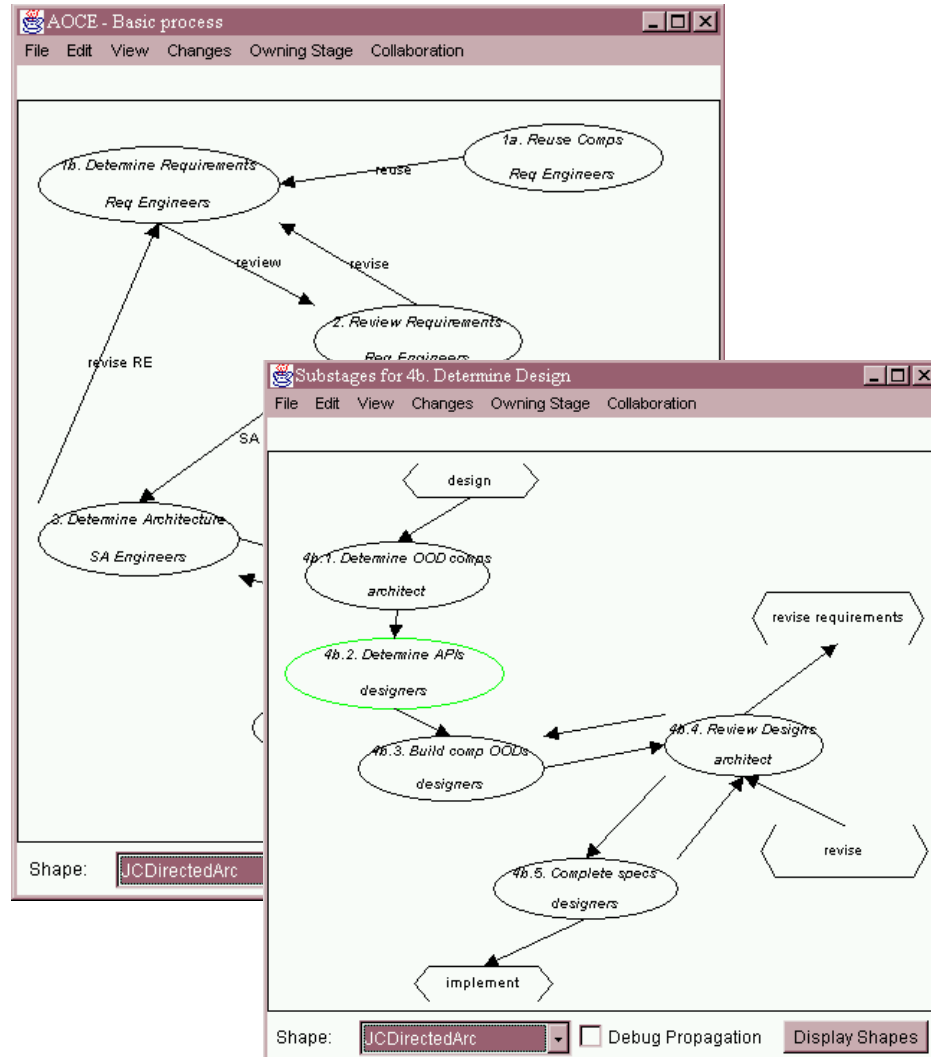 AOCE - Basic process
File Edit View Changes Owning Stage Collaboration
1b. Determine Requirements
Req Engineers
1a. Reuse Comps
Req Engineers
reuse
review
revise
2. Review Requirements
Req Engineers
revise RE
SA
3. Determine Architecture
SA Engineers
Shape: JCDirectedArc
Substages for 4b. Determine Design
File Edit View Changes Owning Stage Collaboration
design
4b.1. Determine OOD comps
architect
4b.2. Determine APIs
designers
4b.3. Build comp OODs
designers
revise requirements
4b.4. Review Designs
architect
revise
4b.5. Complete specs
designers
implement
Shape: JCDirectedArc Debug Propagation Display Shapes